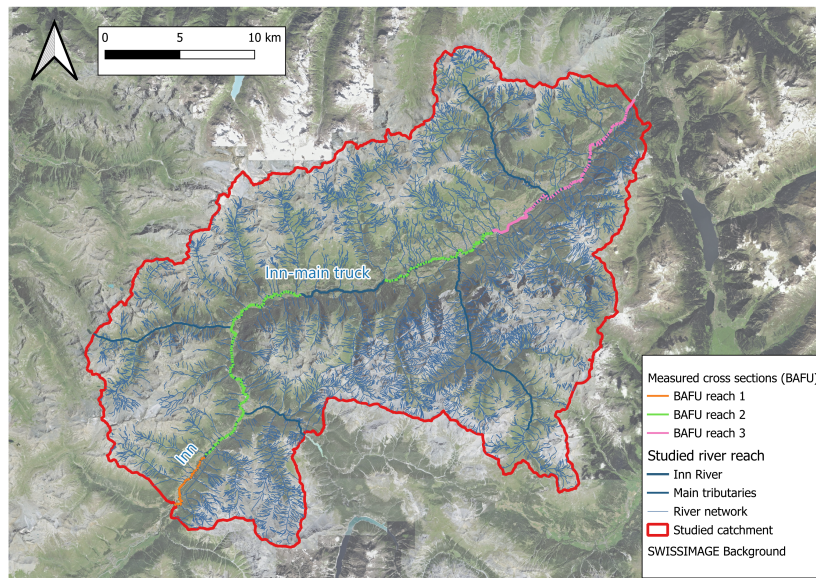 0 5 10 km
Inn-main truck
Inn
Measured cross sections (BAFU)
BAFU reach 1
BAFU reach 2
BAFU reach 3
Studied river reach
Inn River
Main tributaries
River network
Studied catchment
SWISSIMAGE Background